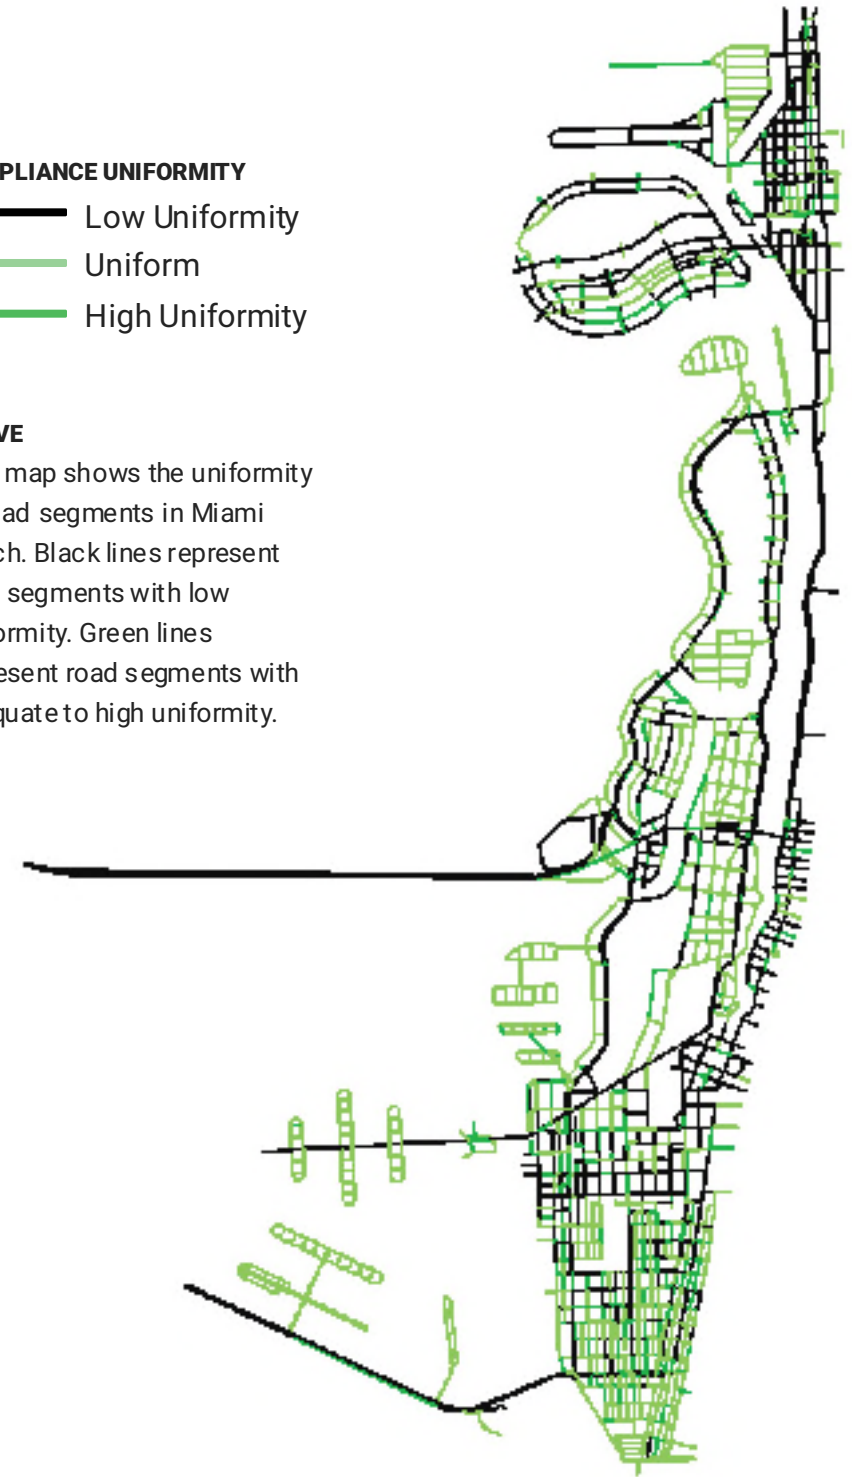 PLIANCE UNIFORMITY
Low Uniformity
Uniform
High Uniformity
VE
map shows the uniformity
ad segments in Miami
ch. Black lines represent
segments with low
ormity. Green lines
esent road segments with
quate to high uniformity.